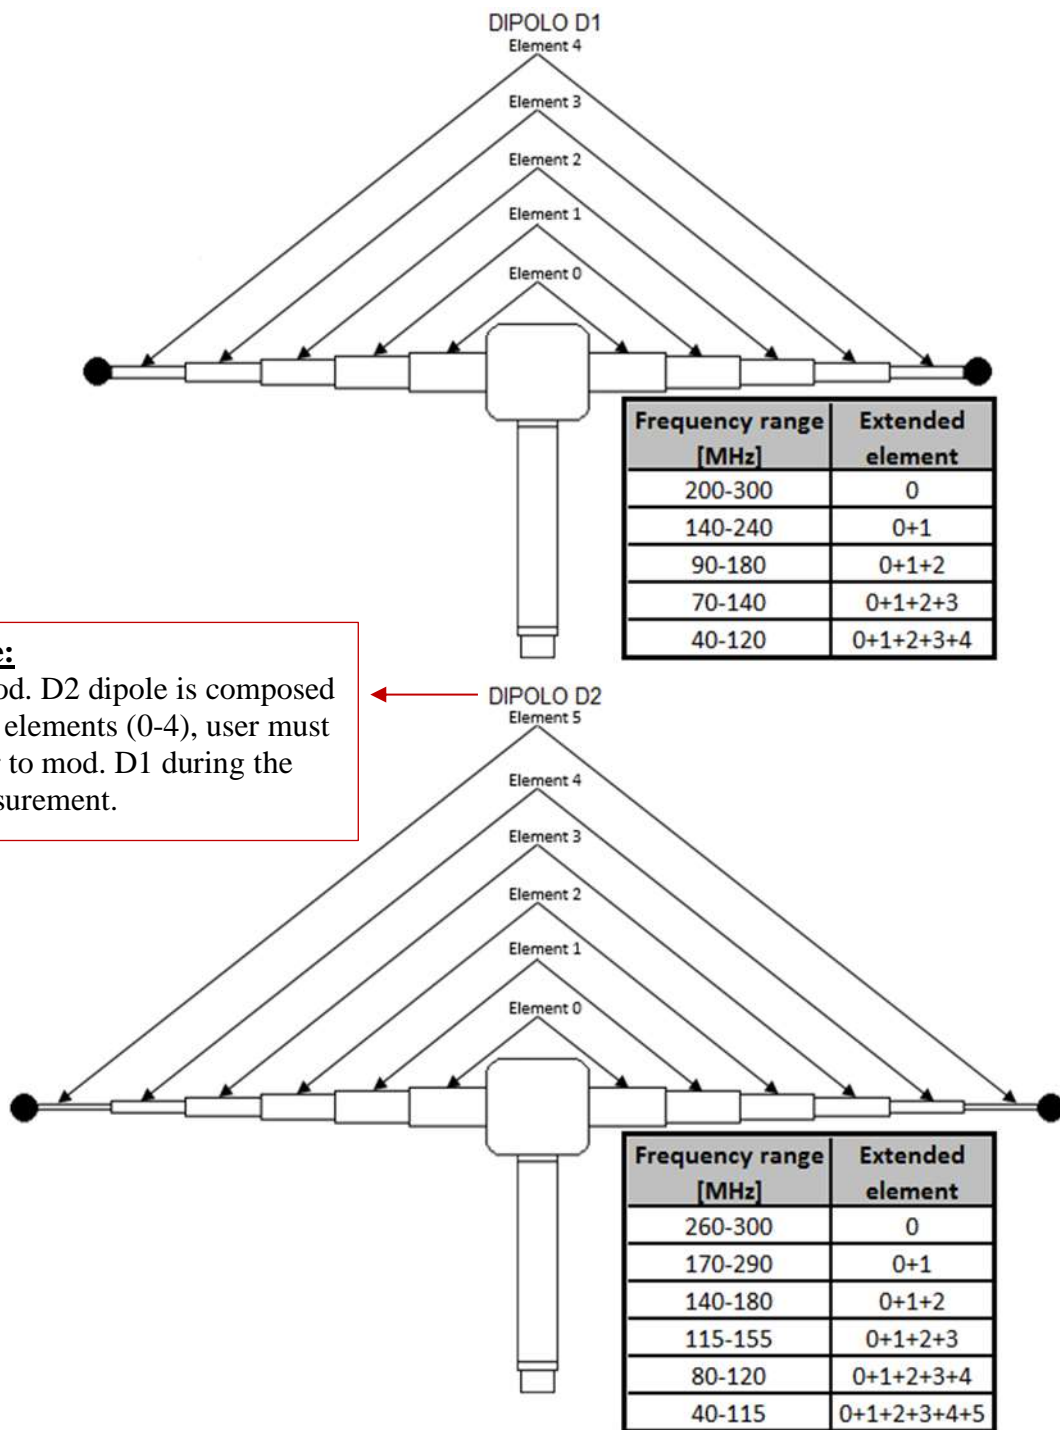 DIPOLO D1
Element 4
Element 3
Element 2
Element 1
Element 0
Frequency range [MHz] Extended element
200-300 0
140-240 0+1
90-180 0+1+2
70-140 0+1+2+3
40-120 0+1+2+3+4
D2 dipole is composed
elements (0-4), user must
to mod. D1 during the
DIPOLO D2
Element 5
Element 4
Element 3
Element 2
Element 1
Element 0
Frequency range [MHz] Extended element
260-300 0
170-290 0+1
140-180 0+1+2
115-155 0+1+2+3
80-120 0+1+2+3+4
40-115 0+1+2+3+4+5